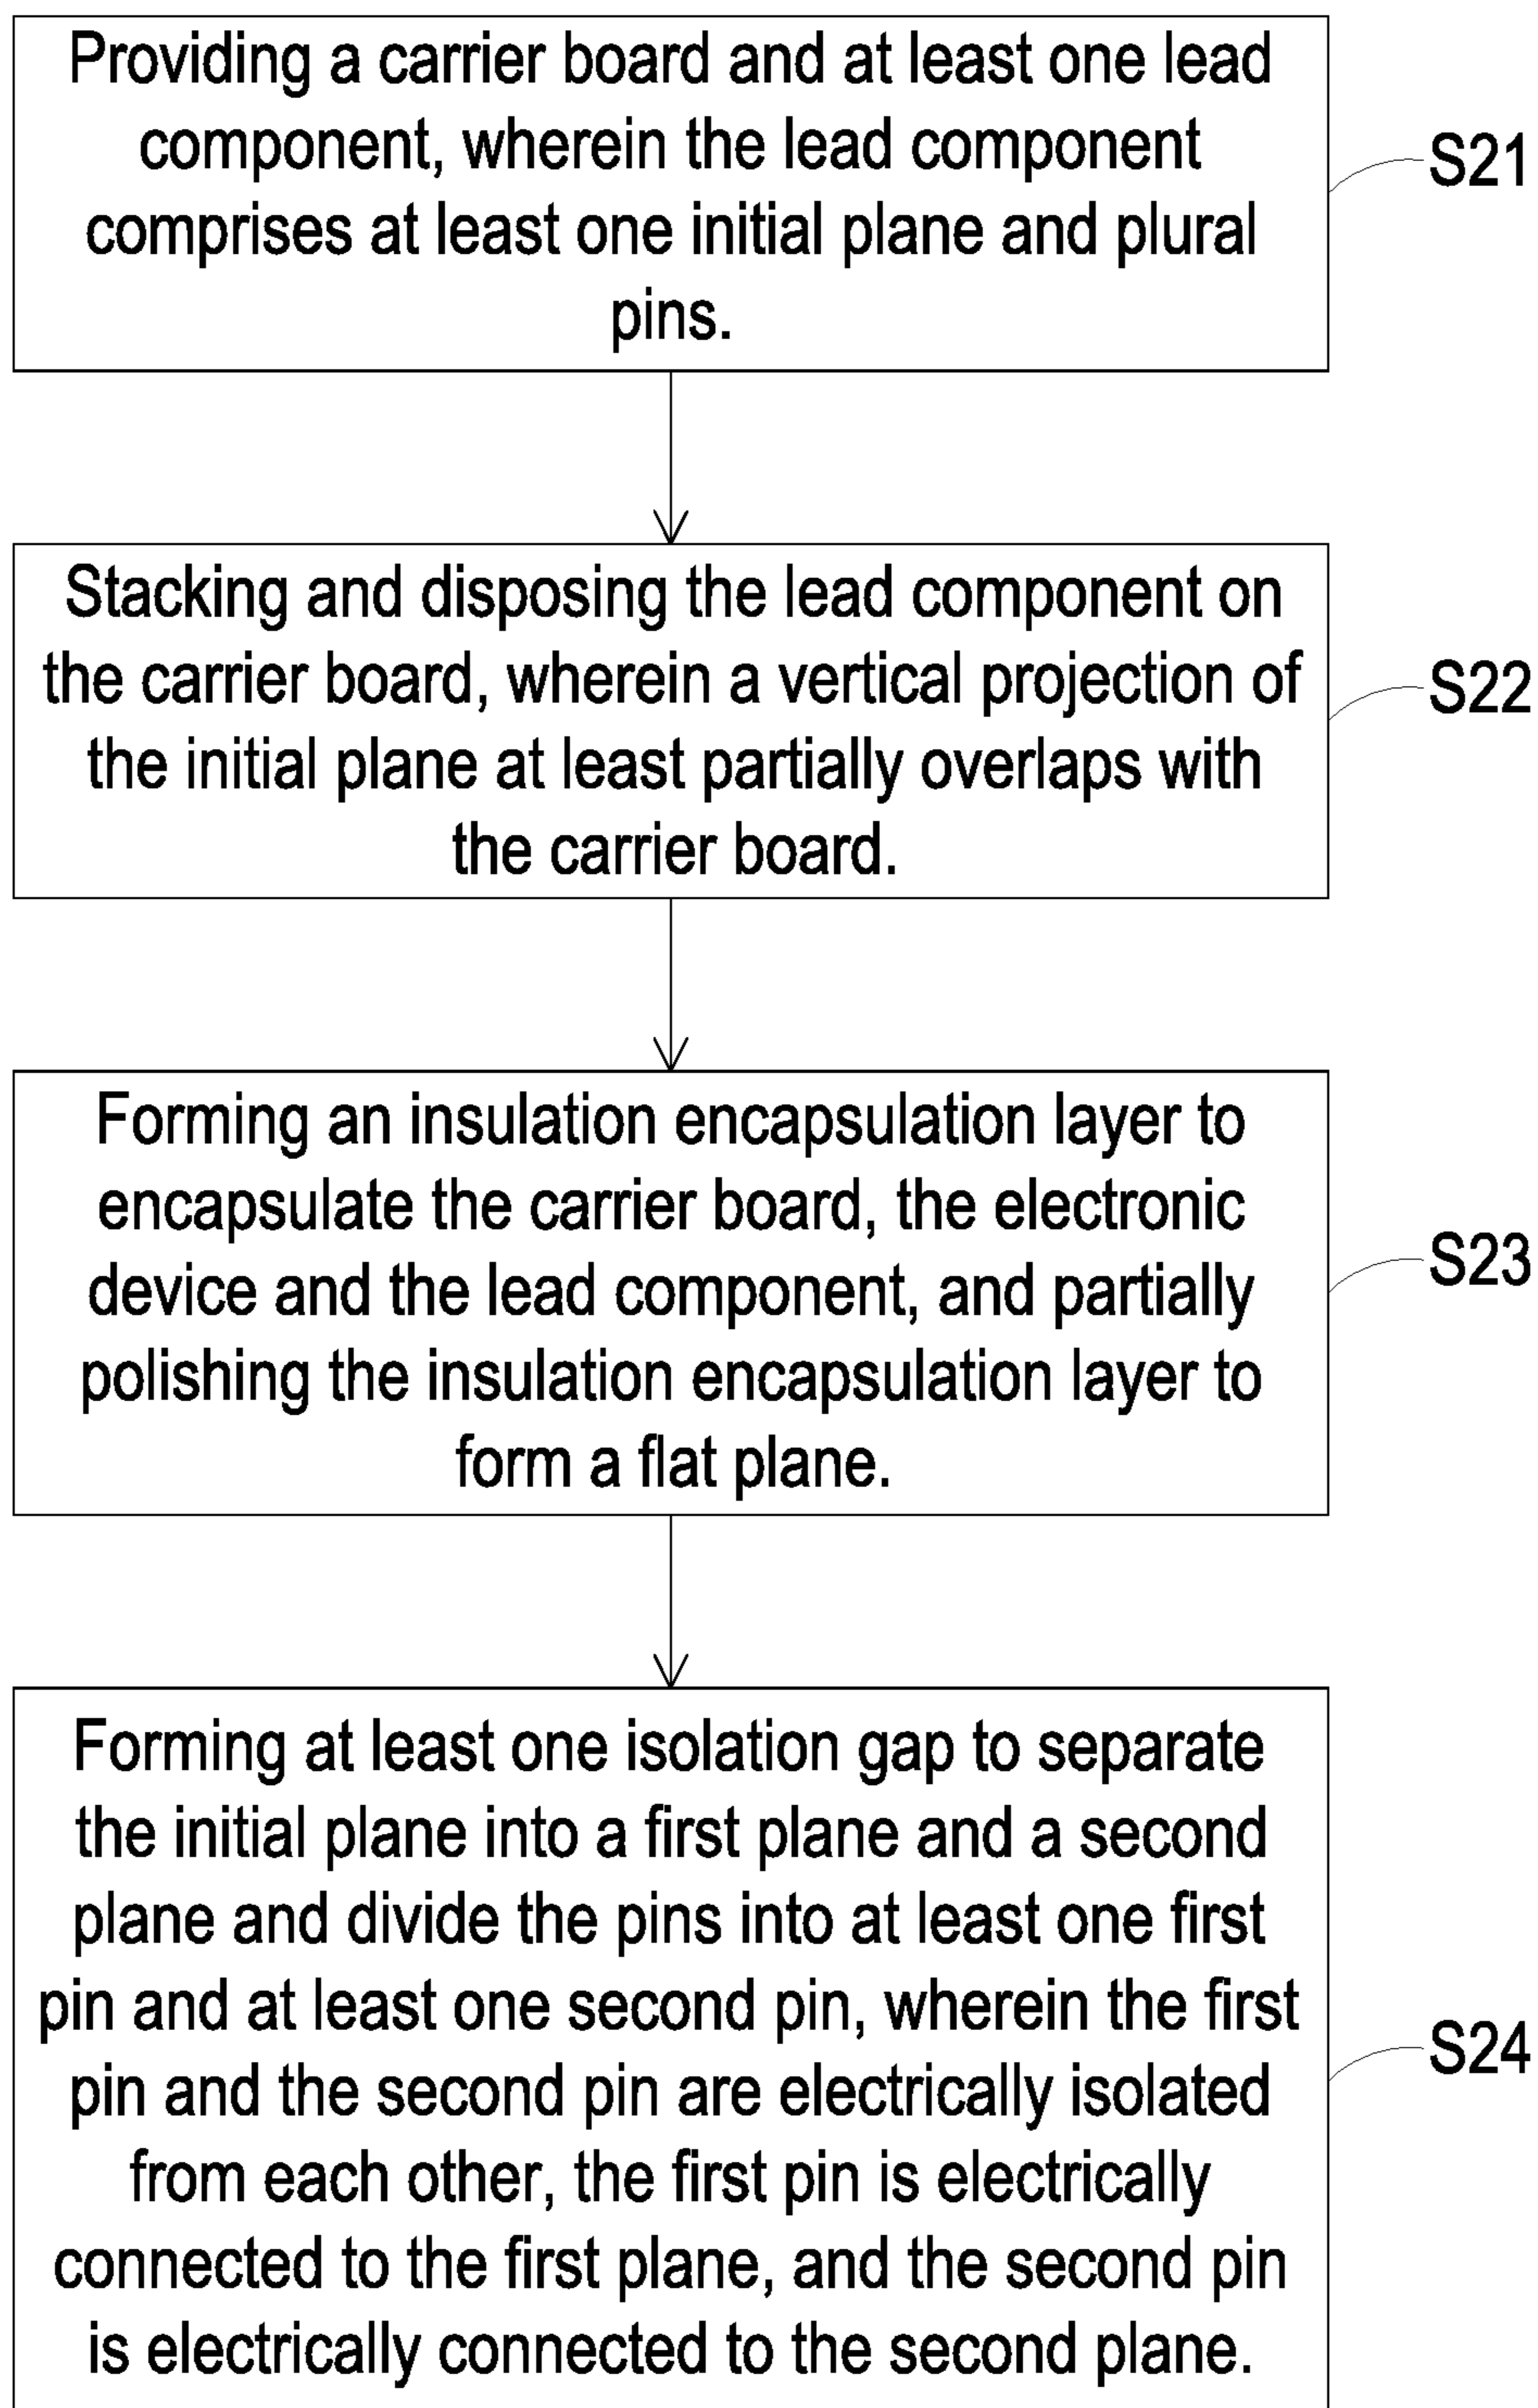 Providing a carrier board and at least one lead
component, wherein the lead component
comprises at least one initial plane and plural
pins.
S21
Stacking and disposing the lead component on
the carrier board, wherein a vertical projection of
the initial plane at least partially overlaps with
the carrier board.
S22
Forming an insulation encapsulation layer to
encapsulate the carrier board, the electronic
device and the lead component, and partially
polishing the insulation encapsulation layer to
form a flat plane.
S23
Forming at least one isolation gap to separate
the initial plane into a first plane and a second
plane and divide the pins into at least one first
pin and at least one second pin, wherein the first
pin and the second pin are electrically isolated
from each other, the first pin is electrically
connected to the first plane, and the second pin
is electrically connected to the second plane.
S24